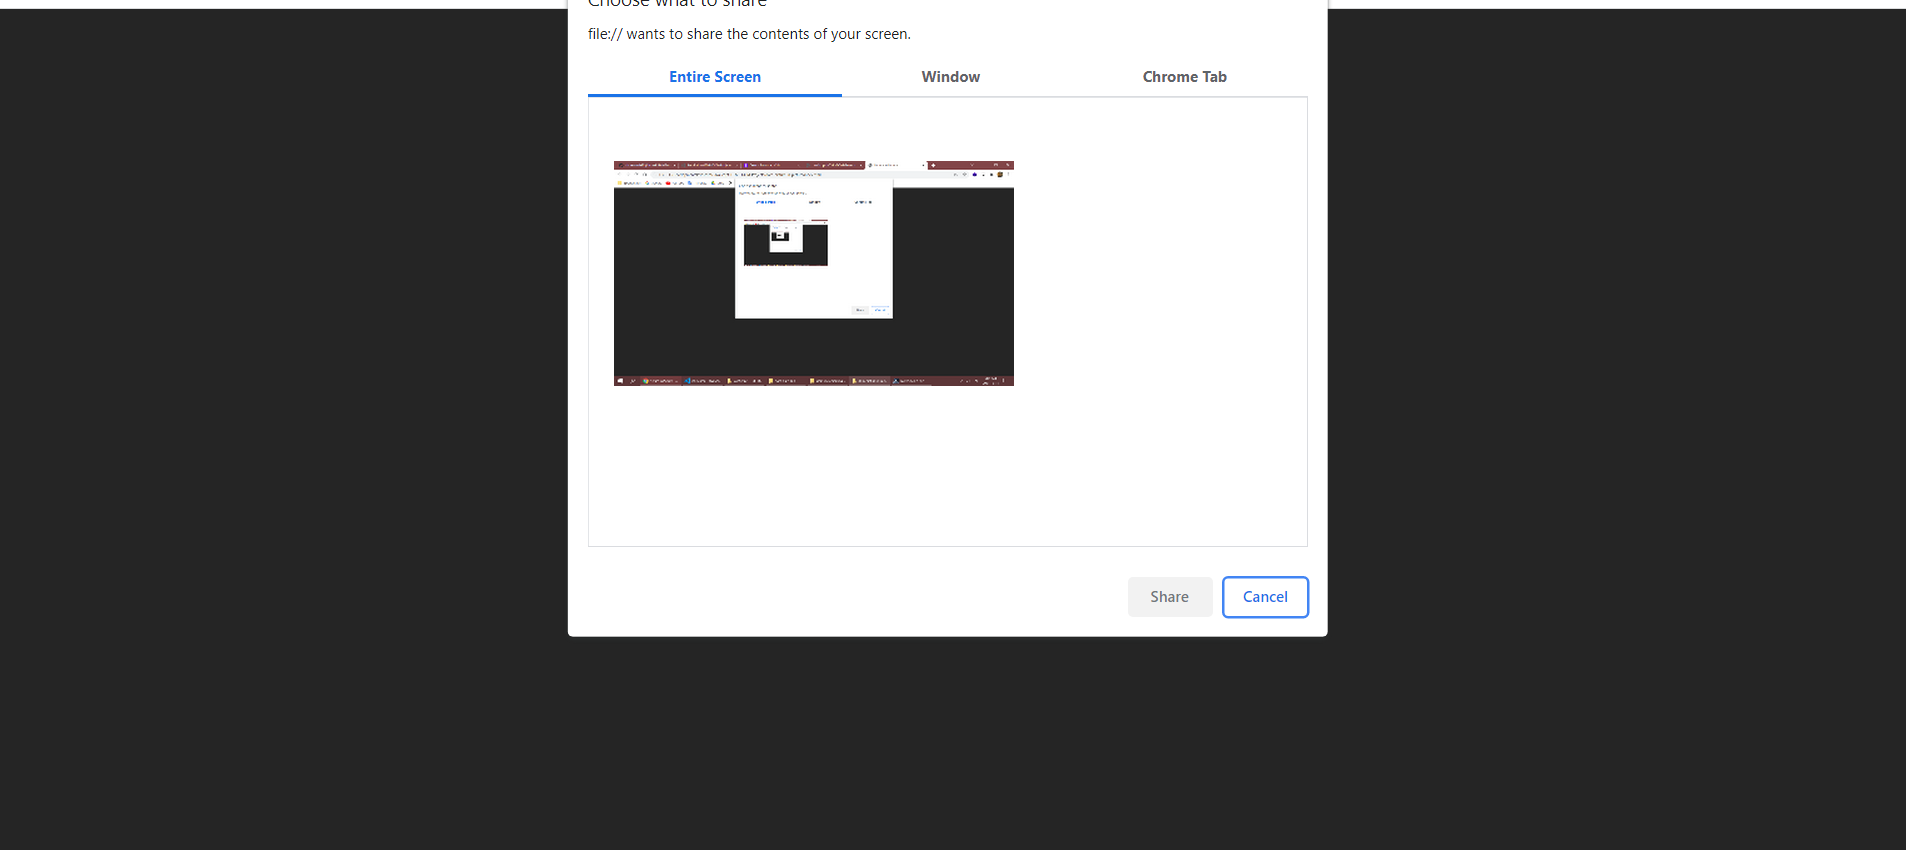 Choose what to share
file:// wants to share the contents of your screen.
Entire Screen
Window
Chrome Tab
Share
Cancel